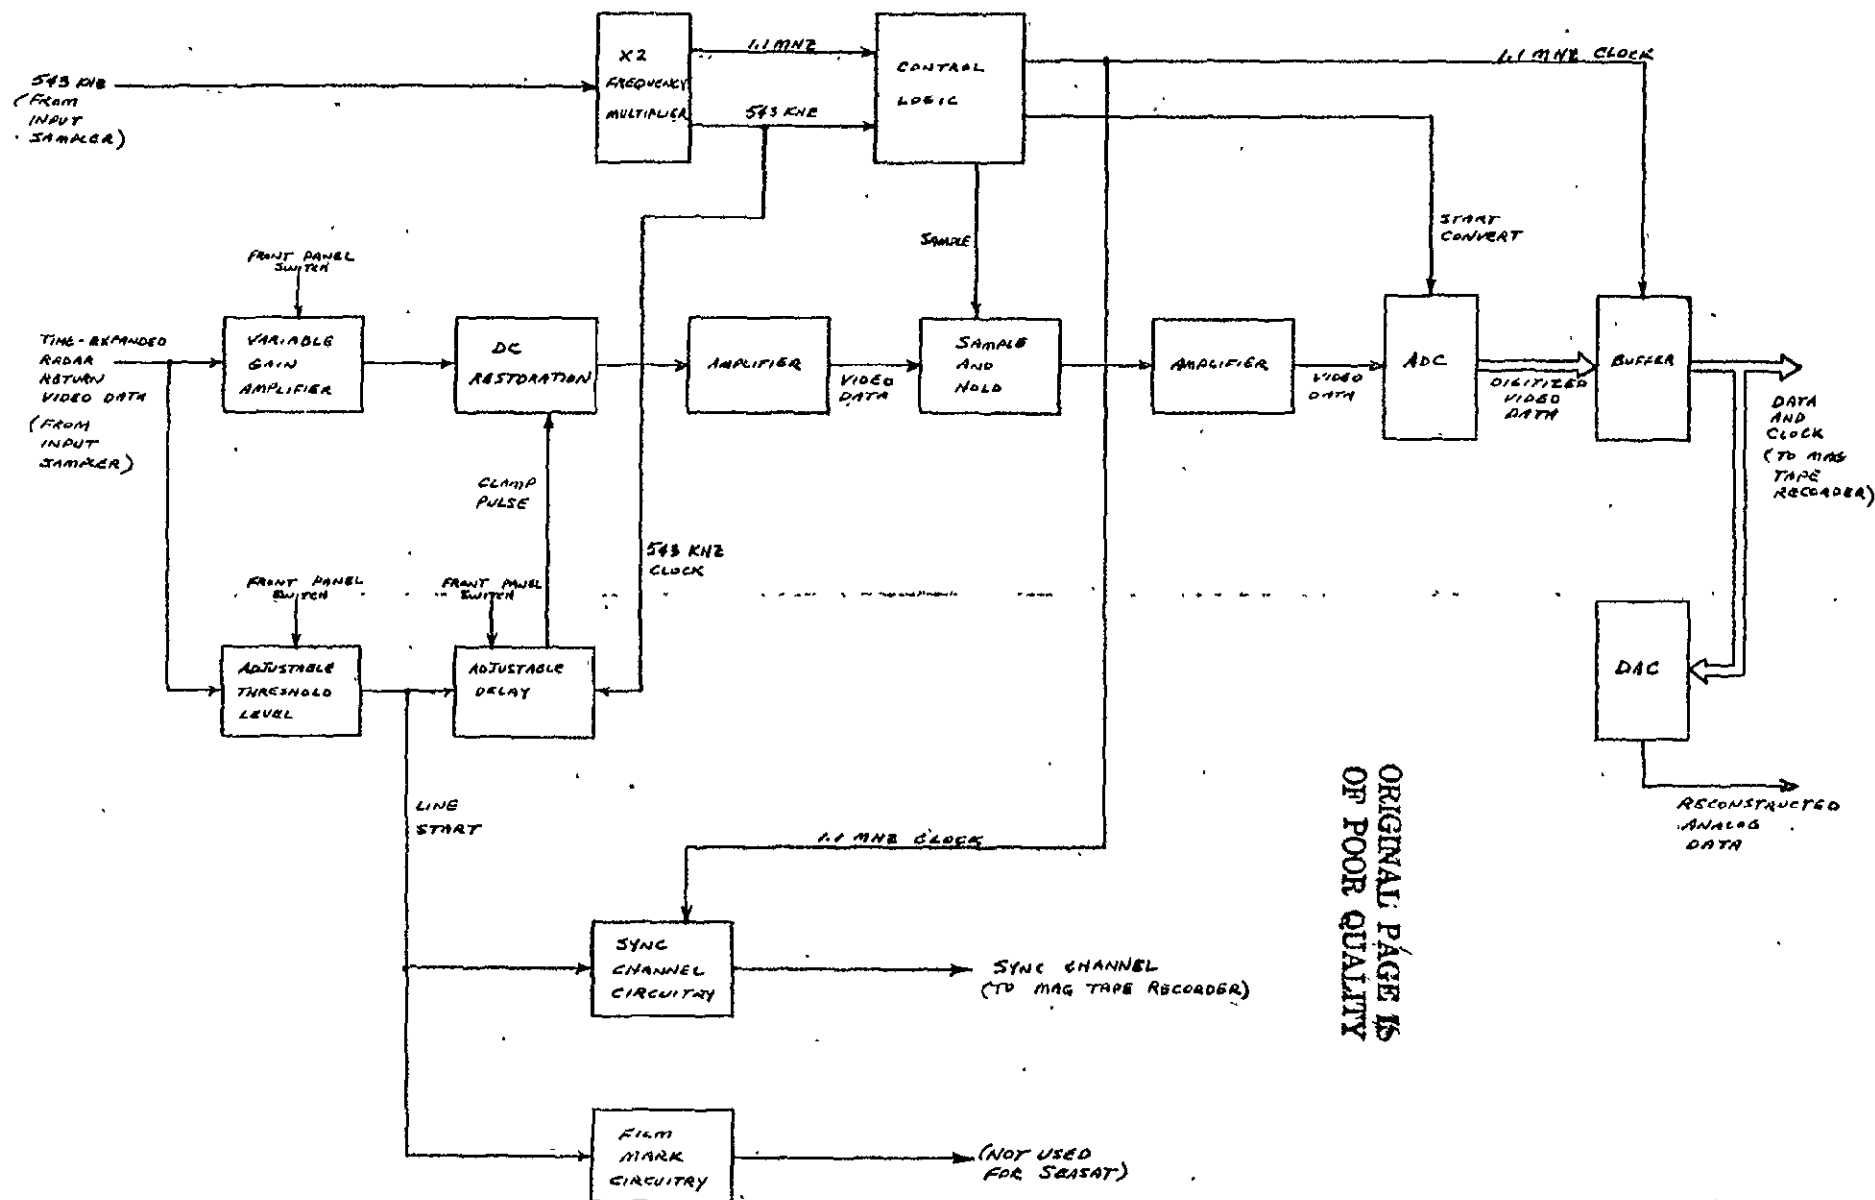 543 KHZ
(FROM
INPUT
SAMPLER)
X2
FREQUENCY
MULTIPLIER
1.1 MHZ
543 KHZ
CONTROL
LOGIC
1.1 MHZ CLOCK
SAMPLE
START
CONVERT
FRONT PANEL
SWITCH
TIME-EXPANDED
RADAR
RETURN
VIDEO DATA
(FROM
INPUT
SAMPLER)
VARIABLE
GAIN
AMPLIFIER
DC
RESTORATION
AMPLIFIER
VIDEO
DATA
SAMPLE
AND
HOLD
AMPLIFIER
VIDEO
DATA
ADC
DIGITIZED
VIDEO
DATA
BUFFER
DATA
AND
CLOCK
(TO MAG
TAPE
RECORDER)
CLAMP
PULSE
543 KHZ
CLOCK
FRONT PANEL
SWITCH
FRONT PANEL
SWITCH
ADJUSTABLE
THRESHOLD
LEVEL
ADJUSTABLE
DELAY
DAC
RECONSTRUCTED
ANALOG
DATA
LINE
START
1.1 MHZ CLOCK
ORIGINAL PAGE IS
OF POOR QUALITY
SYNC
CHANNEL
CIRCUITRY
SYNC CHANNEL
(TO MAG TAPE RECORDER)
FILM
MARK
CIRCUITRY
(NOT USED
FOR SEASAT)